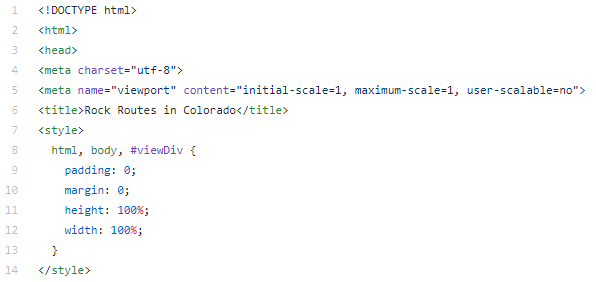 1 <!DOCTYPE html>
2 <html>
3 <head>
4 <meta charset="utf-8">
5 <meta name="viewport" content="initial-scale=1, maximum-scale=1, user-scalable=no">
6 <title>Rock Routes in Colorado</title>
7 <style>
8   html, body, #viewDiv {
9     padding: 0;
10     margin: 0;
11     height: 100%;
12     width: 100%;
13   }
14 </style>